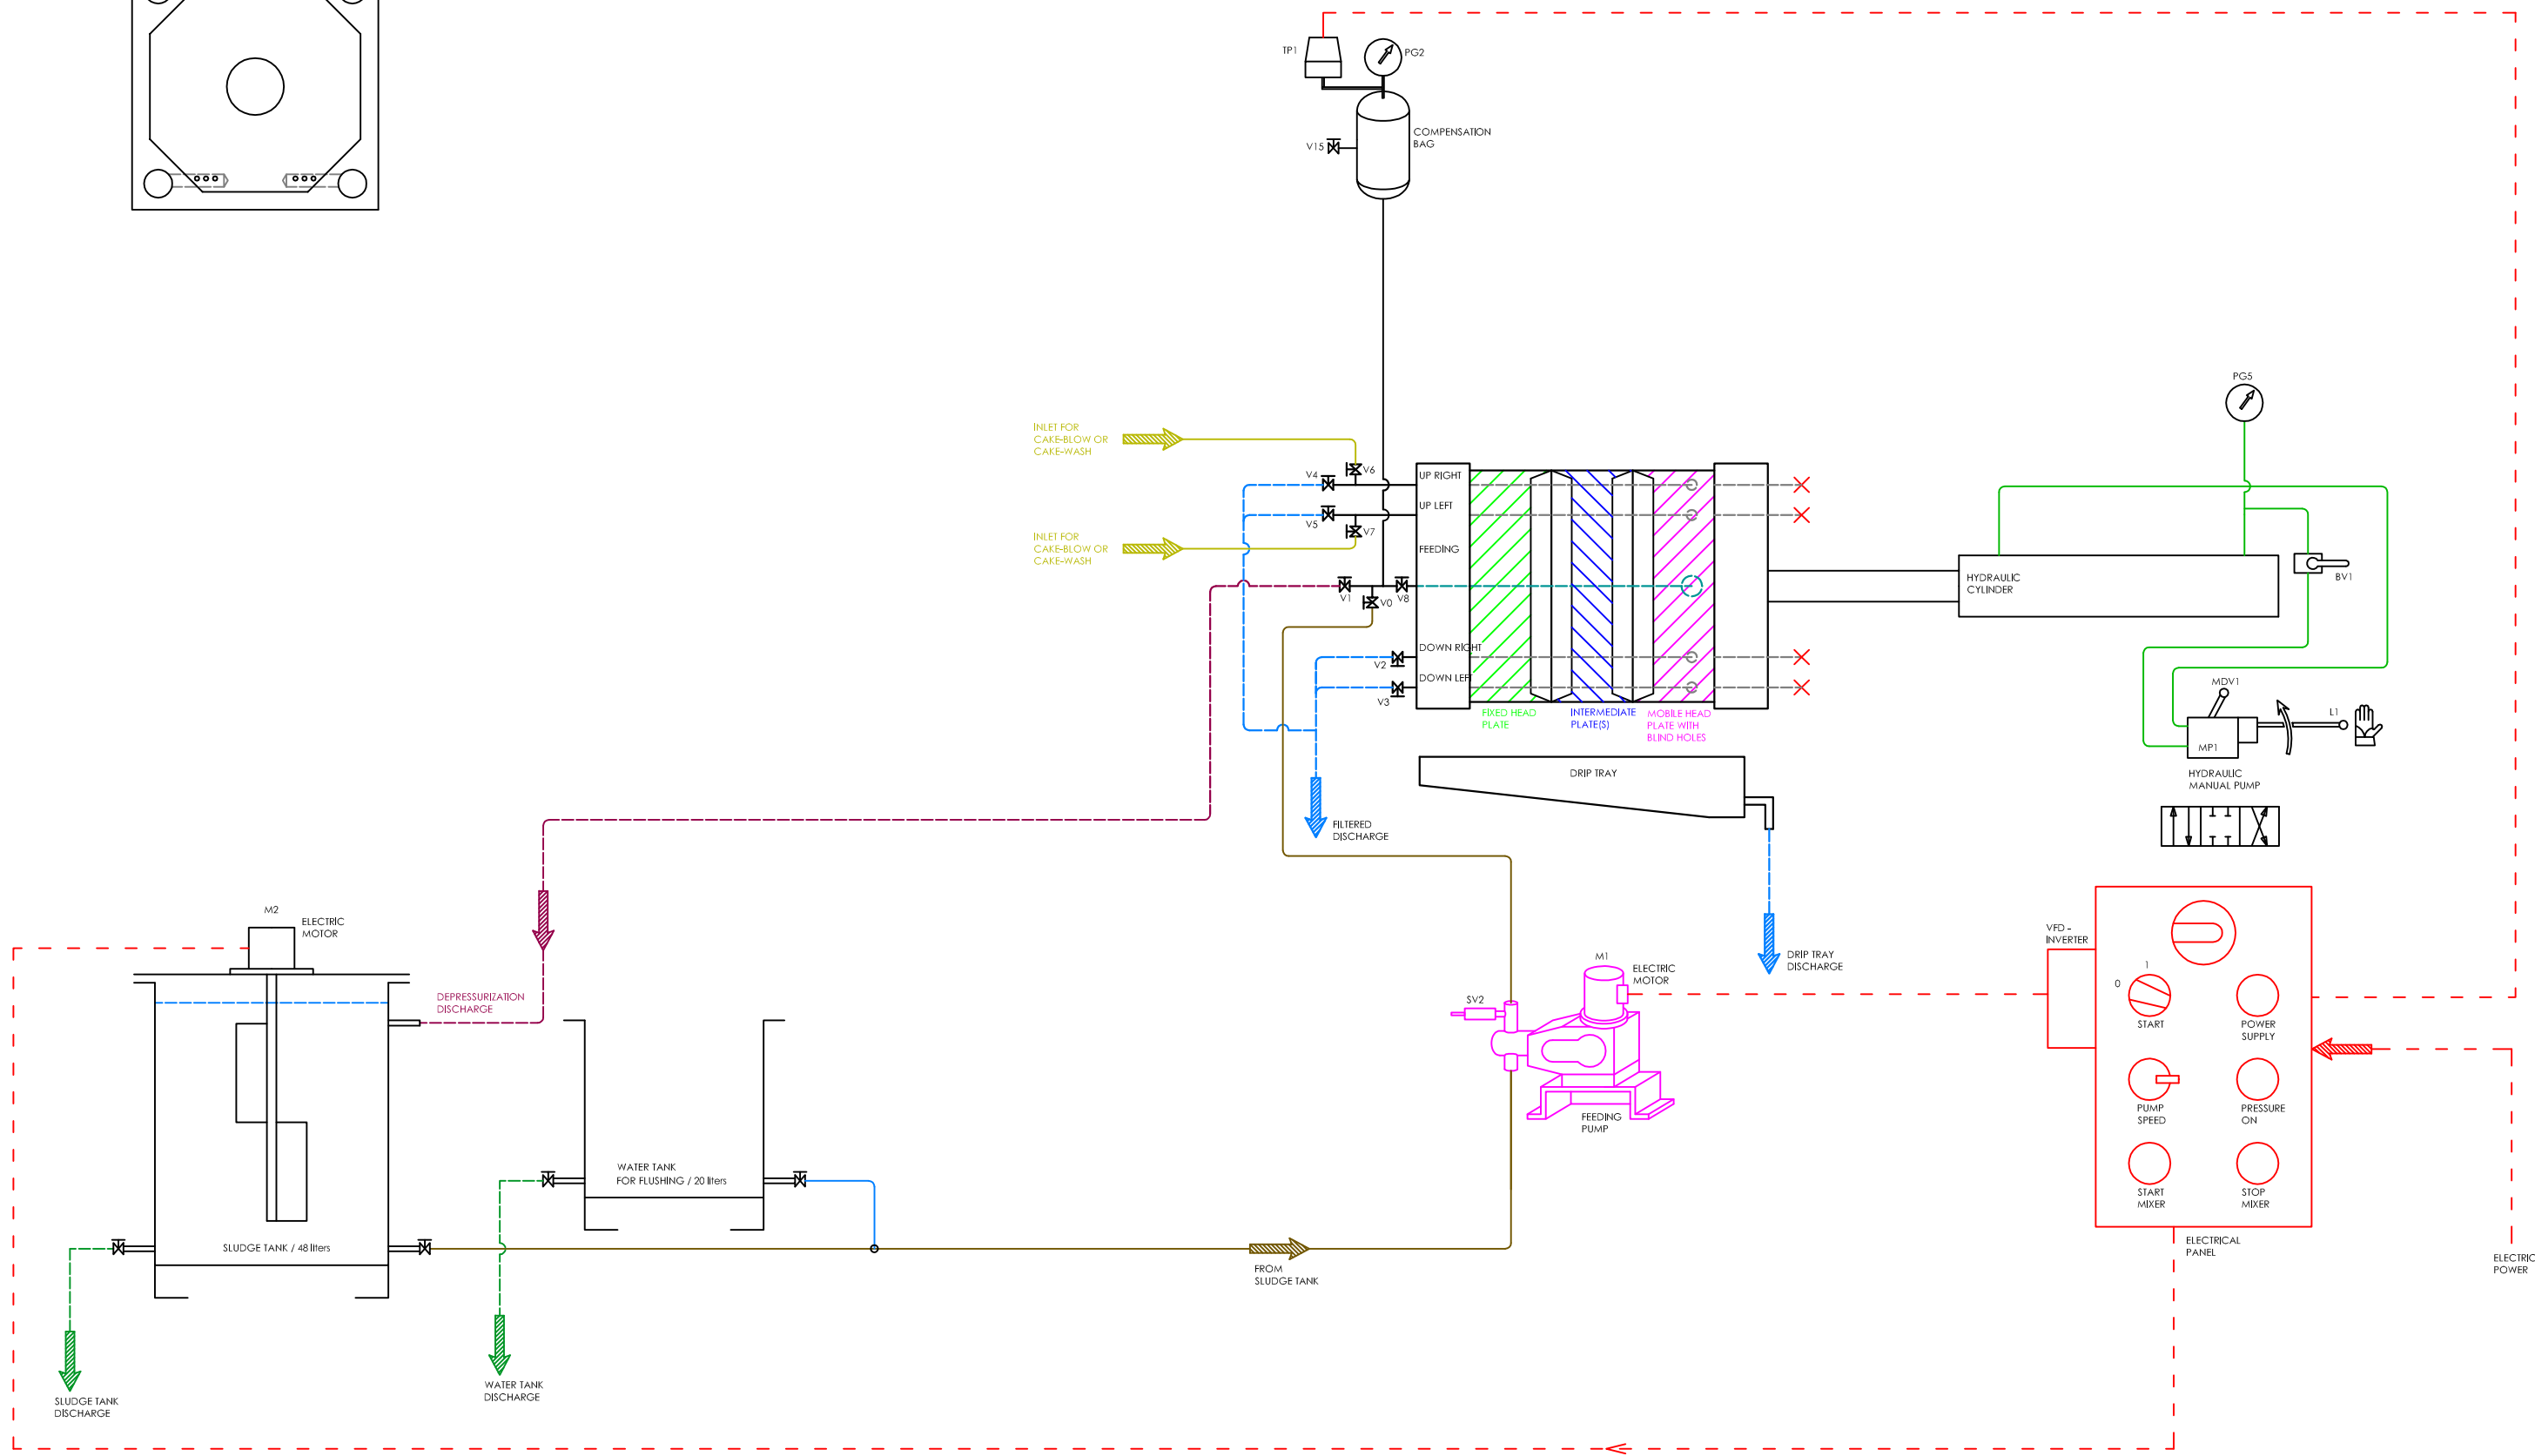 TP1
PG2
COMPENSATION
BAG
V15
PG5
INLET FOR
CAKE-BLOW OR
CAKE-WASH
V6
V4
UP RIGHT
UP LEFT
V5
V7
INLET FOR
CAKE-BLOW OR
CAKE-WASH
FEEDING
V1
V0
V8
HYDRAULIC
CYLINDER
BV1
DOWN RIGHT
V2
DOWN LEFT
V3
FIXED HEAD
PLATE
INTERMEDIATE
PLATE(S)
MOBILE HEAD
PLATE WITH
BLIND HOLES
MDV1
L1
MP1
HYDRAULIC
MANUAL PUMP
DRIP TRAY
FILTERED
DISCHARGE
M2
ELECTRIC
MOTOR
DEPRESSURIZATION
DISCHARGE
DRIP TRAY
DISCHARGE
M1
ELECTRIC
MOTOR
SV2
FEEDING
PUMP
VFD -
INVERTER
1
0
START
POWER
SUPPLY
PUMP
SPEED
PRESSURE
ON
START
MIXER
STOP
MIXER
ELECTRICAL
PANEL
ELECTRIC
POWER
WATER TANK
FOR FLUSHING / 20 liters
SLUDGE TANK / 48 liters
FROM
SLUDGE TANK
SLUDGE TANK
DISCHARGE
WATER TANK
DISCHARGE